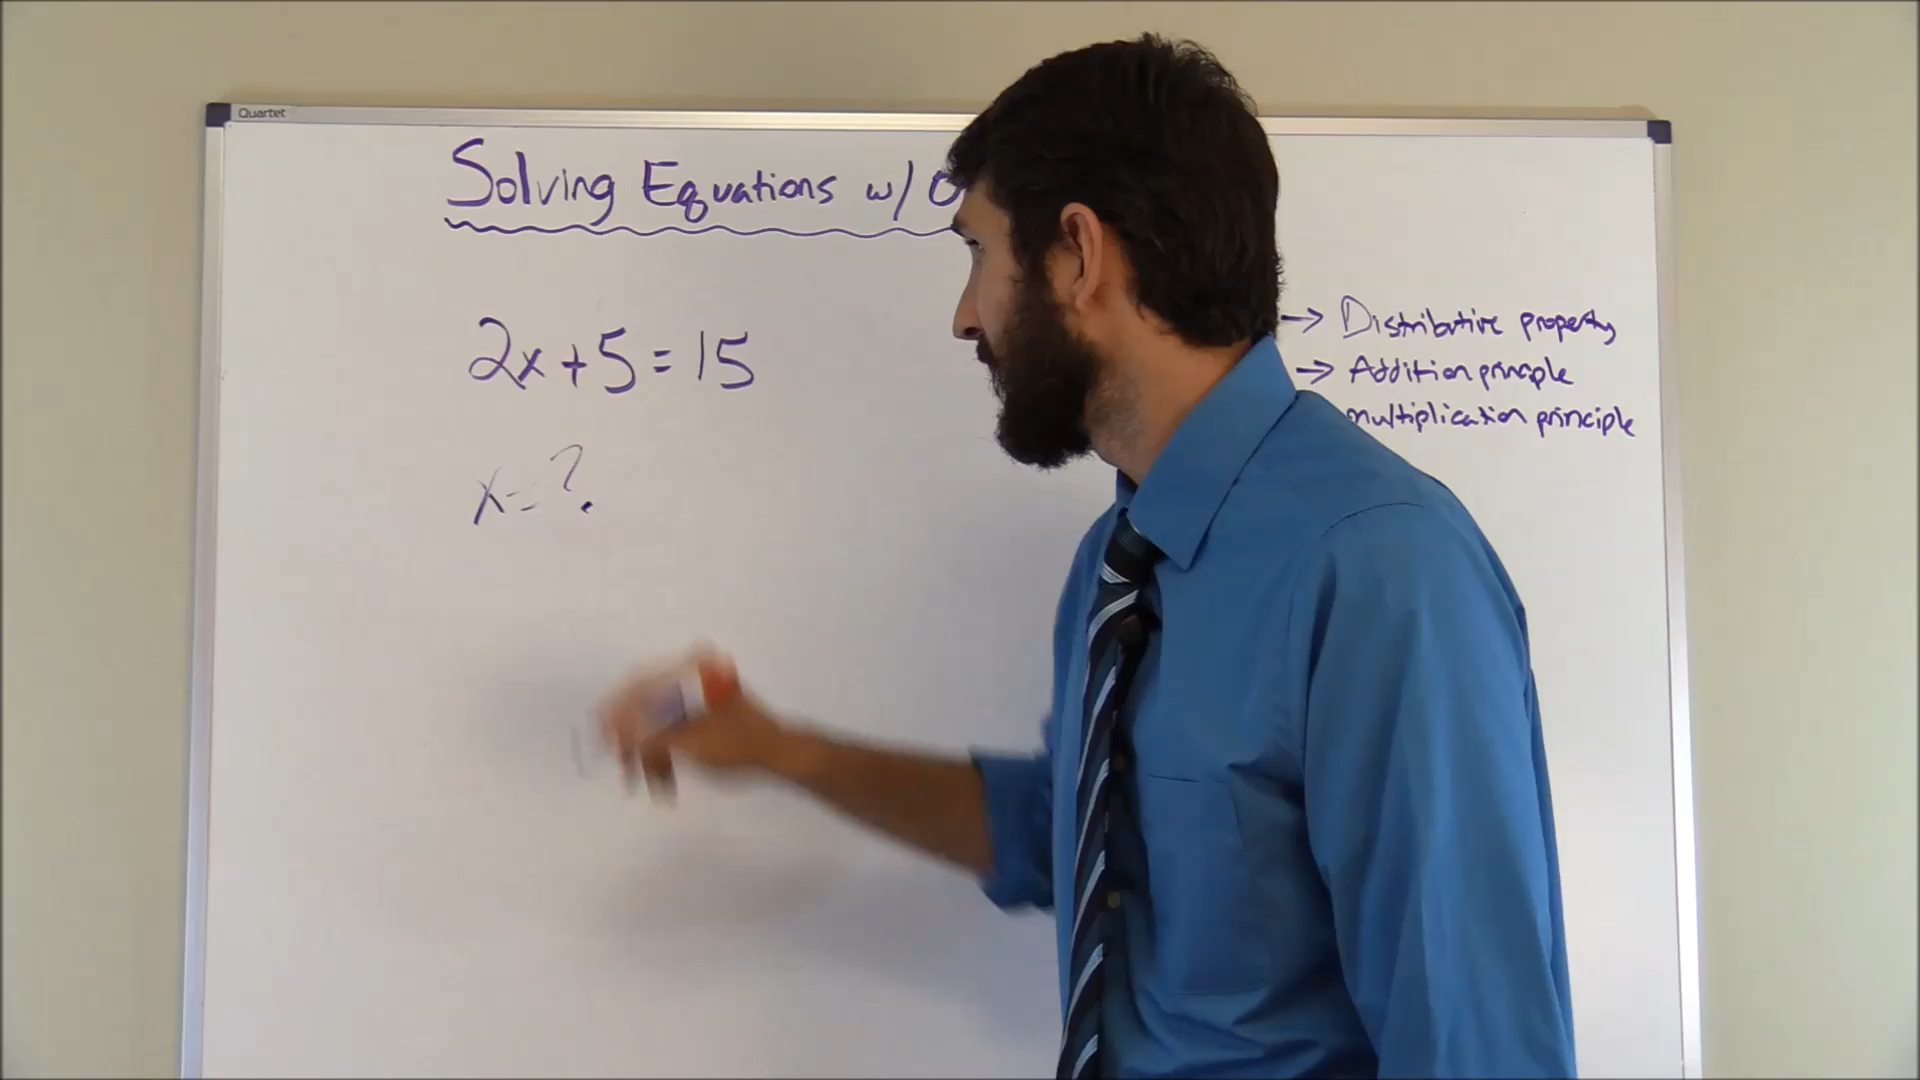 Quartet
Solving Equations w/
2x+5=15
x=?
→ Distributive property
→ Addition principle
multiplication principle